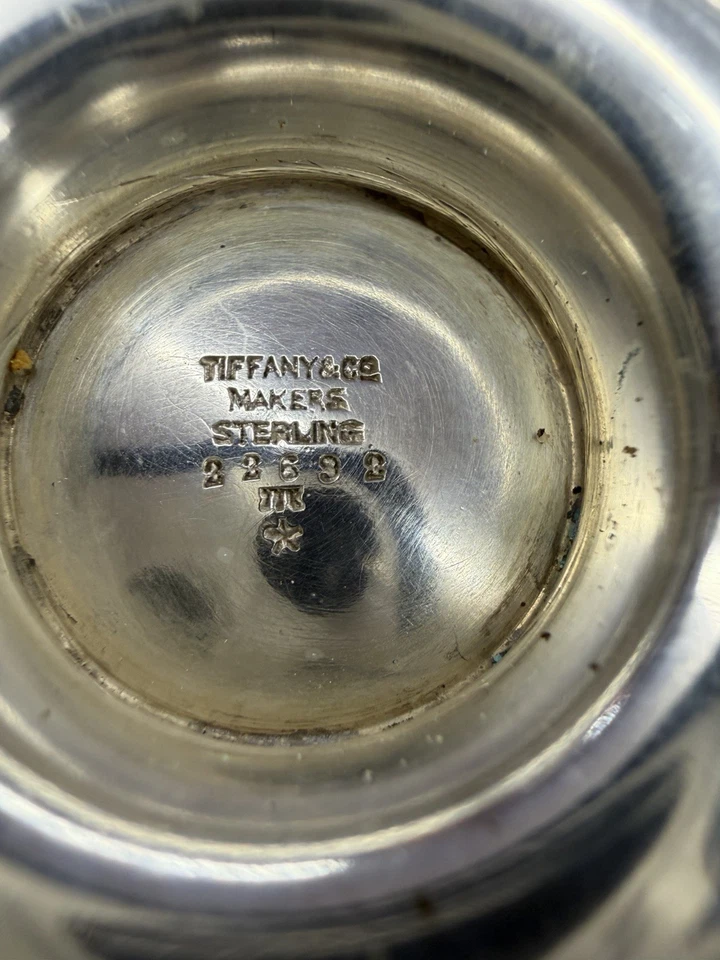 TIFFANY & CO
MAKERS
STERLING
22692
M